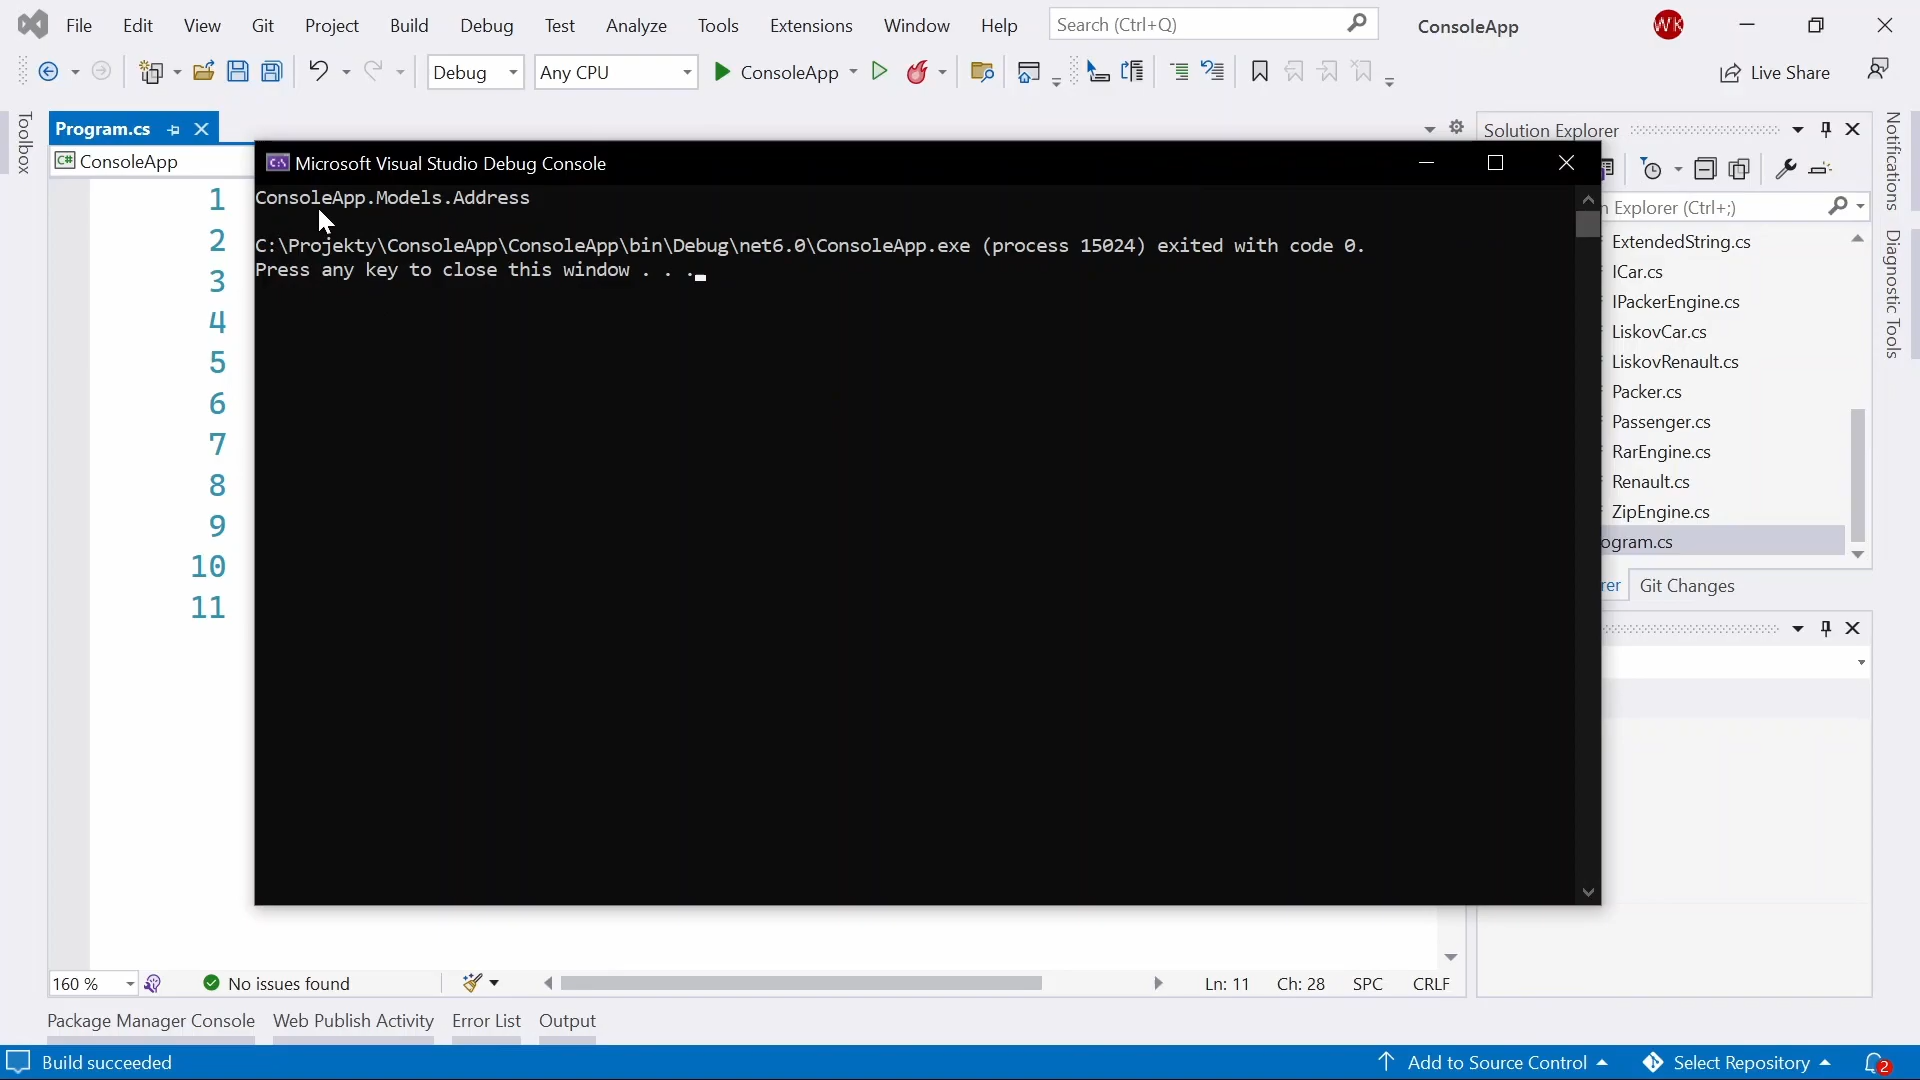 File Edit View Git Project Build Debug Test Analyze Tools Extensions Window Help Search (Ctrl+Q) ConsoleApp WK
Debug Any CPU ConsoleApp Live Share
Toolbox
Program.cs
ConsoleApp
Microsoft Visual Studio Debug Console
ConsoleApp.Models.Address
C:\Projekty\ConsoleApp\ConsoleApp\bin\Debug\net6.0\ConsoleApp.exe (process 15024) exited with code 0.
Press any key to close this window . . .
1
2
3
4
5
6
7
8
9
10
11
Solution Explorer
n Explorer (Ctrl+;)
ExtendedString.cs
ICar.cs
IPackerEngine.cs
LiskovCar.cs
LiskovRenault.cs
Packer.cs
Passenger.cs
RarEngine.cs
Renault.cs
ZipEngine.cs
ogram.cs
rer Git Changes
Notifications
Diagnostic Tools
160 % No issues found Ln: 11 Ch: 28 SPC CRLF
Package Manager Console Web Publish Activity Error List Output
Build succeeded Add to Source Control Select Repository 2